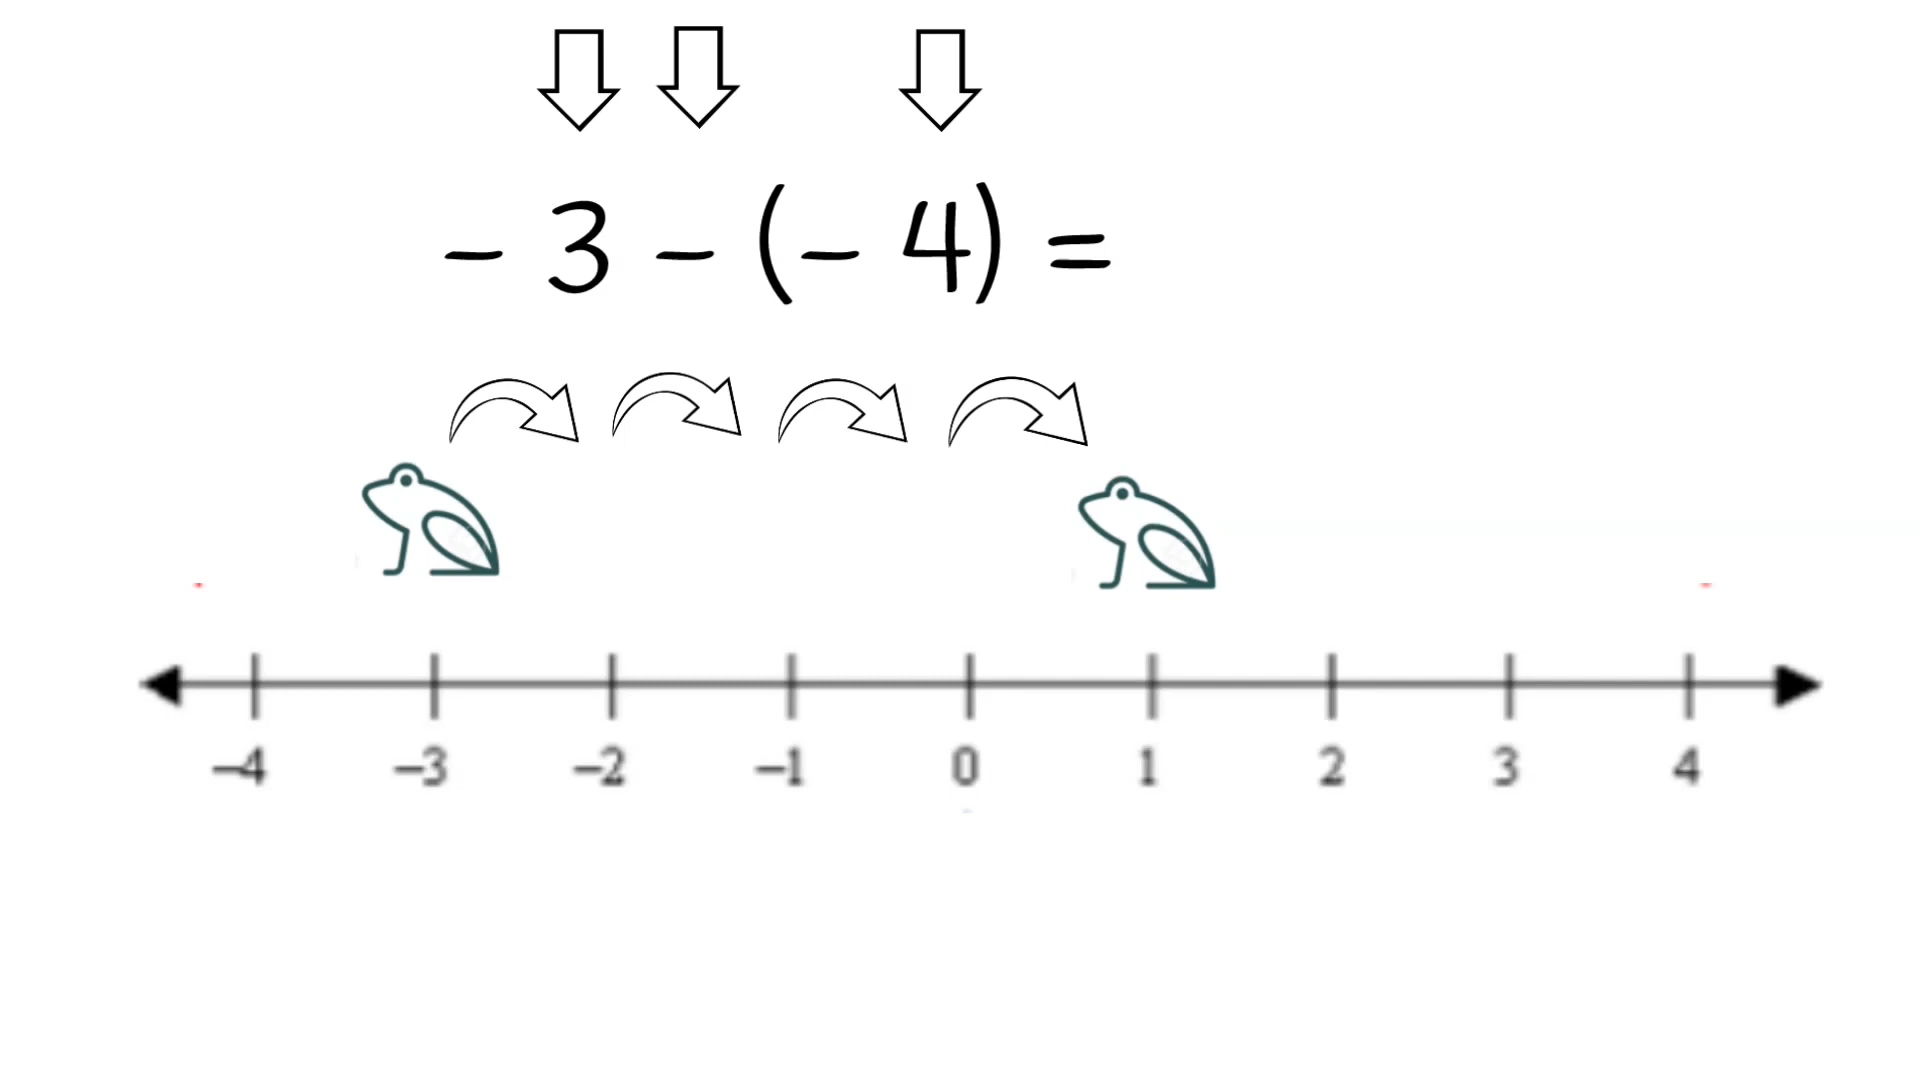 – 3 – (– 4) =
–4 –3 –2 –1 0 1 2 3 4